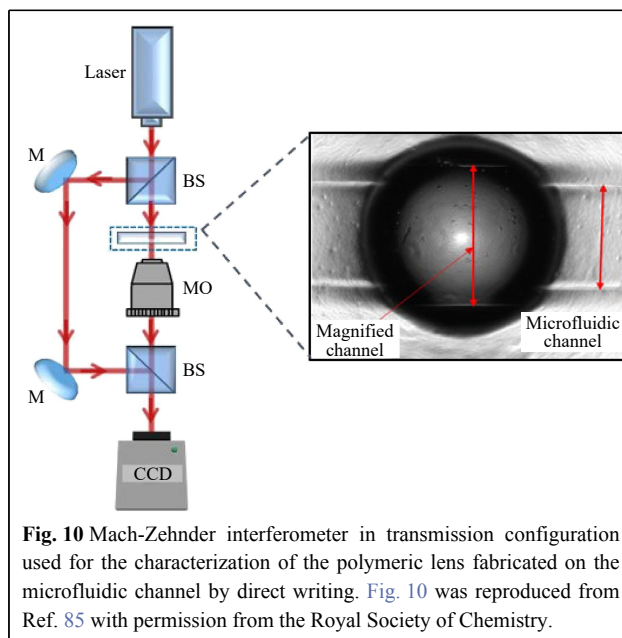 Laser
M
BS
MO
Magnified
channel
Microfluidic
channel
M
BS
CCD
Fig. 10 Mach-Zehnder interferometer in transmission configuration
used for the characterization of the polymeric lens fabricated on the
microfluidic channel by direct writing. Fig. 10 was reproduced from
Ref. 85 with permission from the Royal Society of Chemistry.